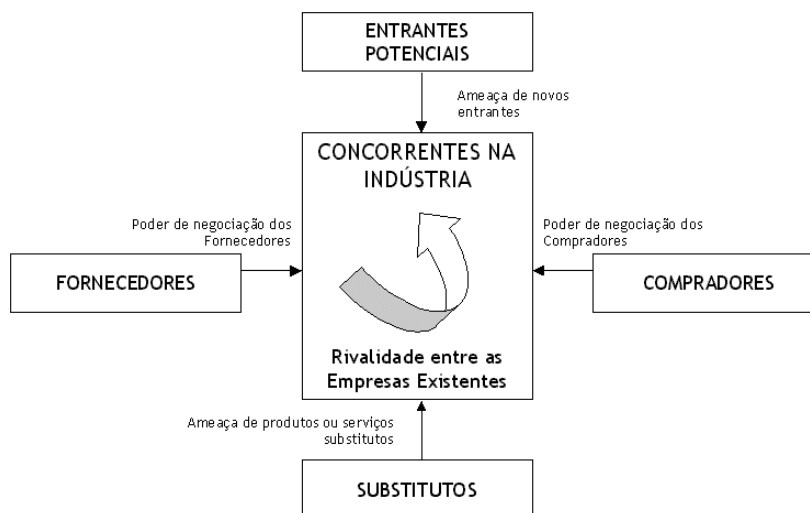 ENTRANTES
POTENCIAIS
Ameaça de novos
entrantes
CONCORRENTES NA
INDÚSTRIA
Poder de negociação dos
Fornecedores
Poder de negociação dos
Compradores
FORNECEDORES
COMPRADORES
Rivalidade entre as
Empresas Existentes
Ameaça de produtos ou serviços
substitutos
SUBSTITUTOS